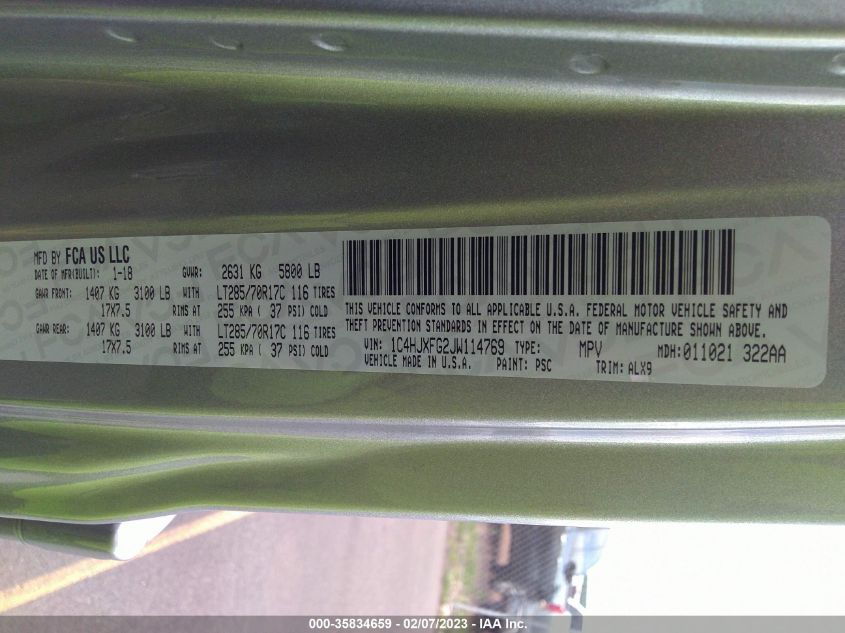 MFD BY FCA US LLC
DATE OF MFR(BUILT): 1-18 GVWR: 2631 KG 5800 LB
GAWR FRONT: 1407 KG 3100 LB WITH LT285/70R17C 116 TIRES
17X7.5 RIMS AT 255 KPA ( 37 PSI) COLD
GAWR REAR: 1407 KG 3100 LB WITH LT285/70R17C 116 TIRES
17X7.5 RIMS AT 255 KPA ( 37 PSI) COLD
THIS VEHICLE CONFORMS TO ALL APPLICABLE U.S.A. FEDERAL MOTOR VEHICLE SAFETY AND
THEFT PREVENTION STANDARDS IN EFFECT ON THE DATE OF MANUFACTURE SHOWN ABOVE.
VIN: 1C4HJXFG2JW114769 TYPE: MPV MDH:011021 322AA
VEHICLE MADE IN U.S.A. PAINT: PSC TRIM: ALX9
000-35834659 - 02/07/2023 - IAA Inc.